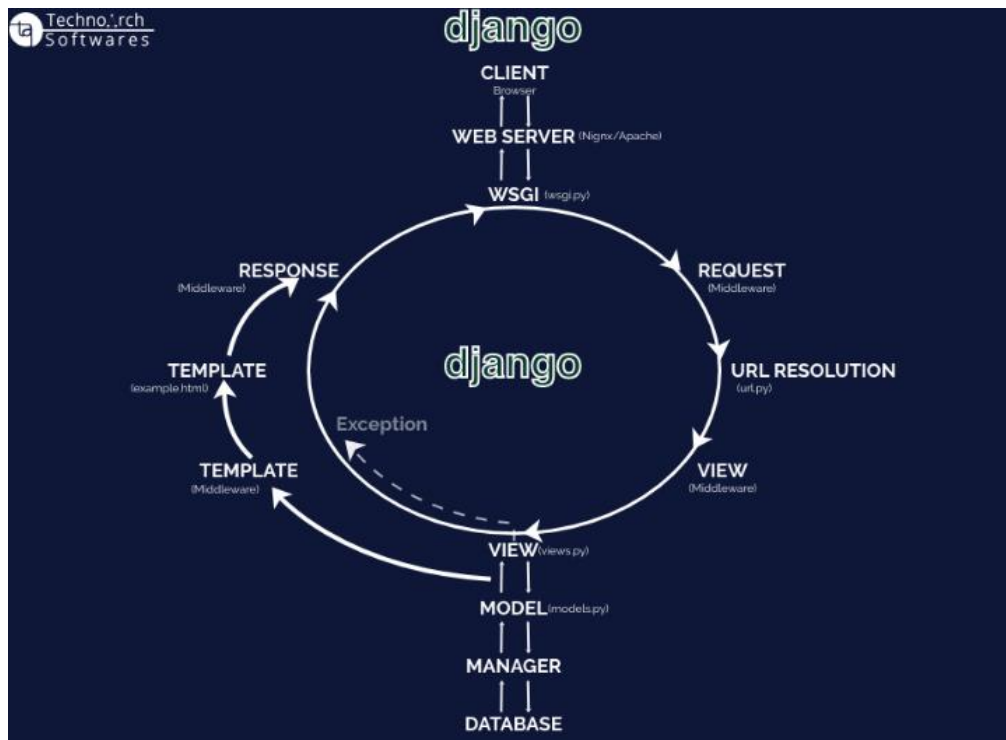 Techno.'.rch
Softwares
django
CLIENT
Browser
WEB SERVER (Nignx/Apache)
WSGI (wsgi.py)
RESPONSE
(Middleware)
REQUEST
(Middleware)
TEMPLATE
(example.html)
django
URL RESOLUTION
(url.py)
Exception
TEMPLATE
(Middleware)
VIEW
(Middleware)
VIEW (views.py)
MODEL (models.py)
MANAGER
DATABASE